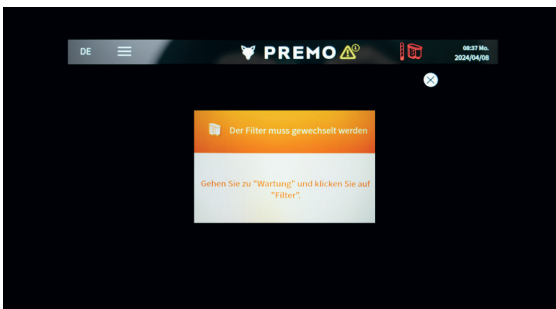 DE
PREMO
08:37 Mo.
2024/04/08
Der Filter muss gewechselt werden
Gehen Sie zu "Wartung" und klicken Sie auf
"Filter".